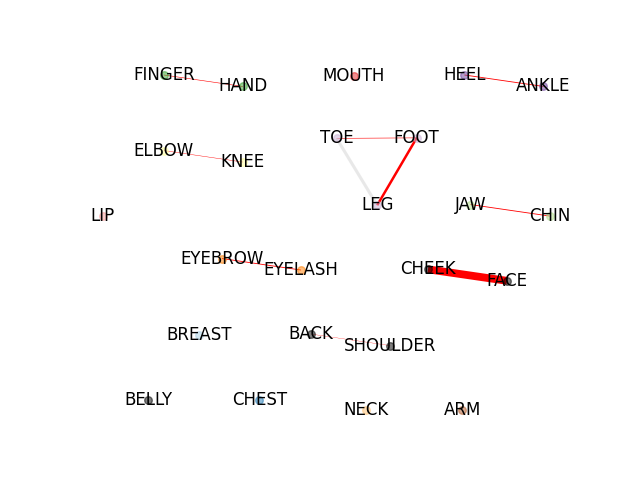 FINGER
HAND
MOUTH
HEEL
ANKLE
TOE
FOOT
ELBOW
KNEE
LIP
LEG
JAW
CHIN
EYEBROW
EYELASH
CHEEK
FACE
BREAST
BACK
SHOULDER
BELLY
CHEST
NECK
ARM